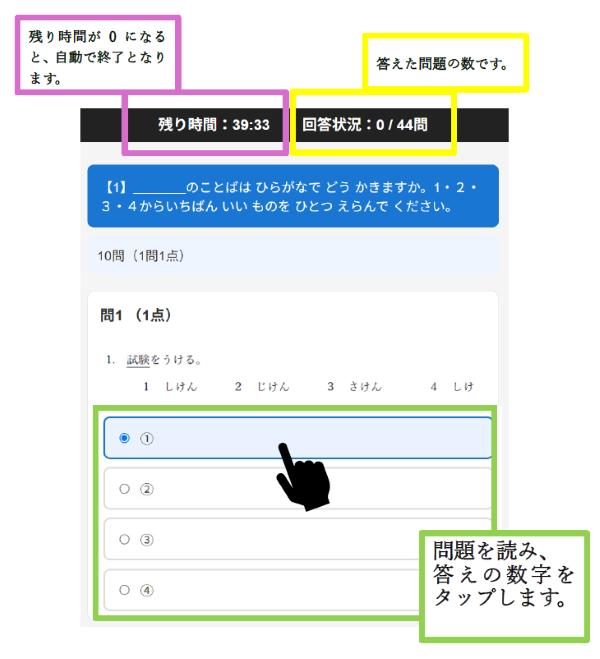 残り時間が 0 になる
と、自動で終了となり
ます。
答えた問題の数です。
残り時間：39:33 回答状況：0 / 44問
【1】________のことばは ひらがなで どう かきますか。1・2・
3・4からいちばん いい ものを ひとつ えらんで ください。
10問（1問1点）
問1 （1点）
1. 試験をうける。
1 しけん 2 じけん 3 さけん 4 しけ
①
②
③
④
問題を読み、
答えの数字を
タップします。